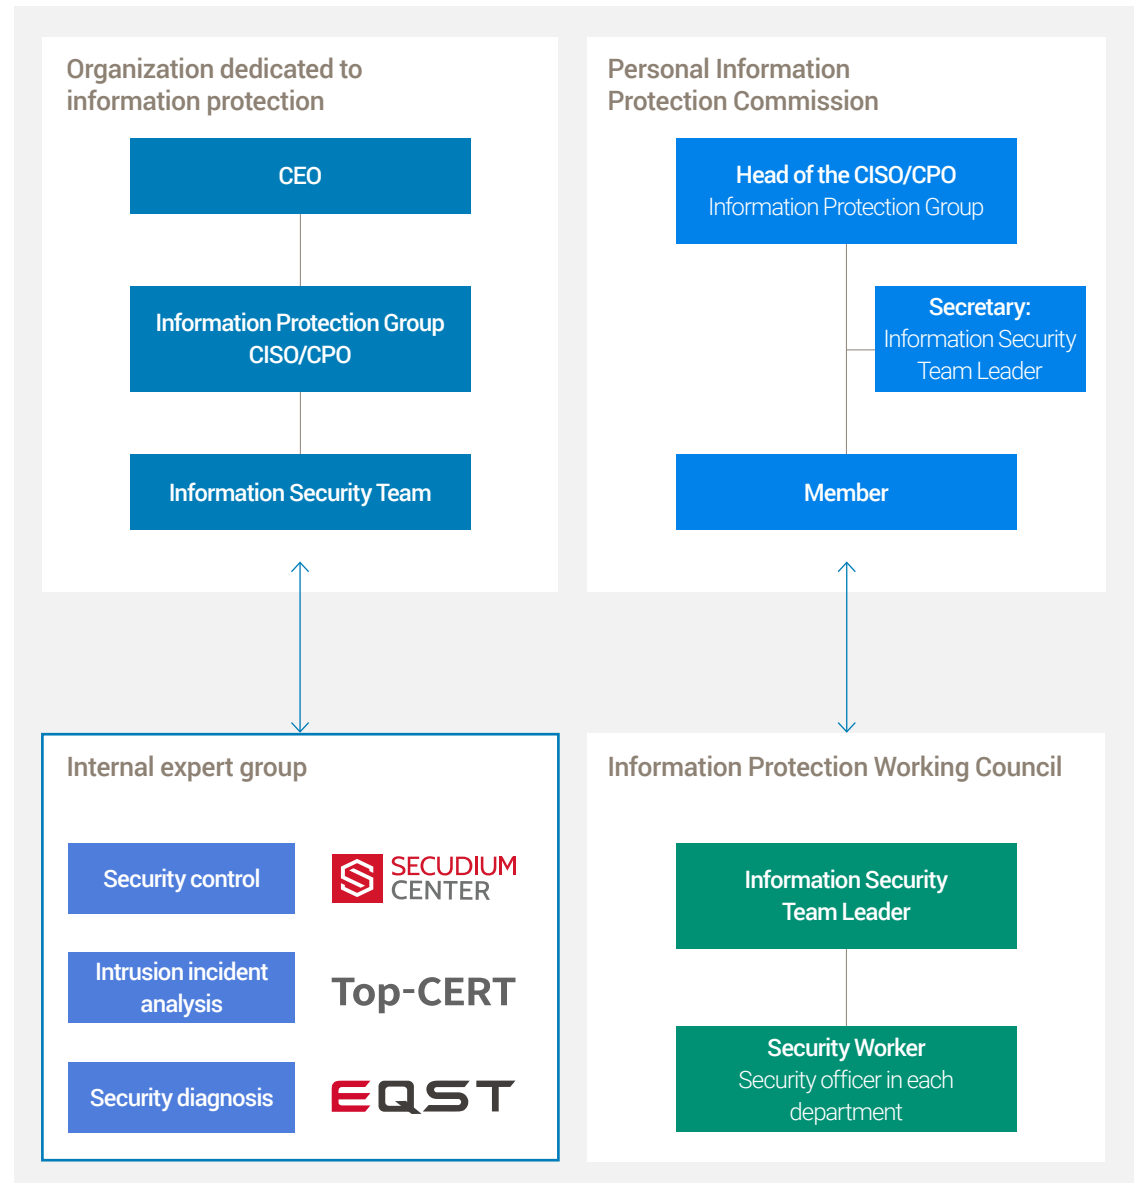 Organization dedicated to
information protection
CEO
Information Protection Group
CISO/CPO
Information Security Team
Personal Information
Protection Commission
Head of the CISO/CPO
Information Protection Group
Secretary:
Information Security
Team Leader
Member
Internal expert group
Security control
SECUDIUM
CENTER
Intrusion incident
analysis
Top-CERT
Security diagnosis
EQST
Information Protection Working Council
Information Security
Team Leader
Security Worker
Security officer in each
department